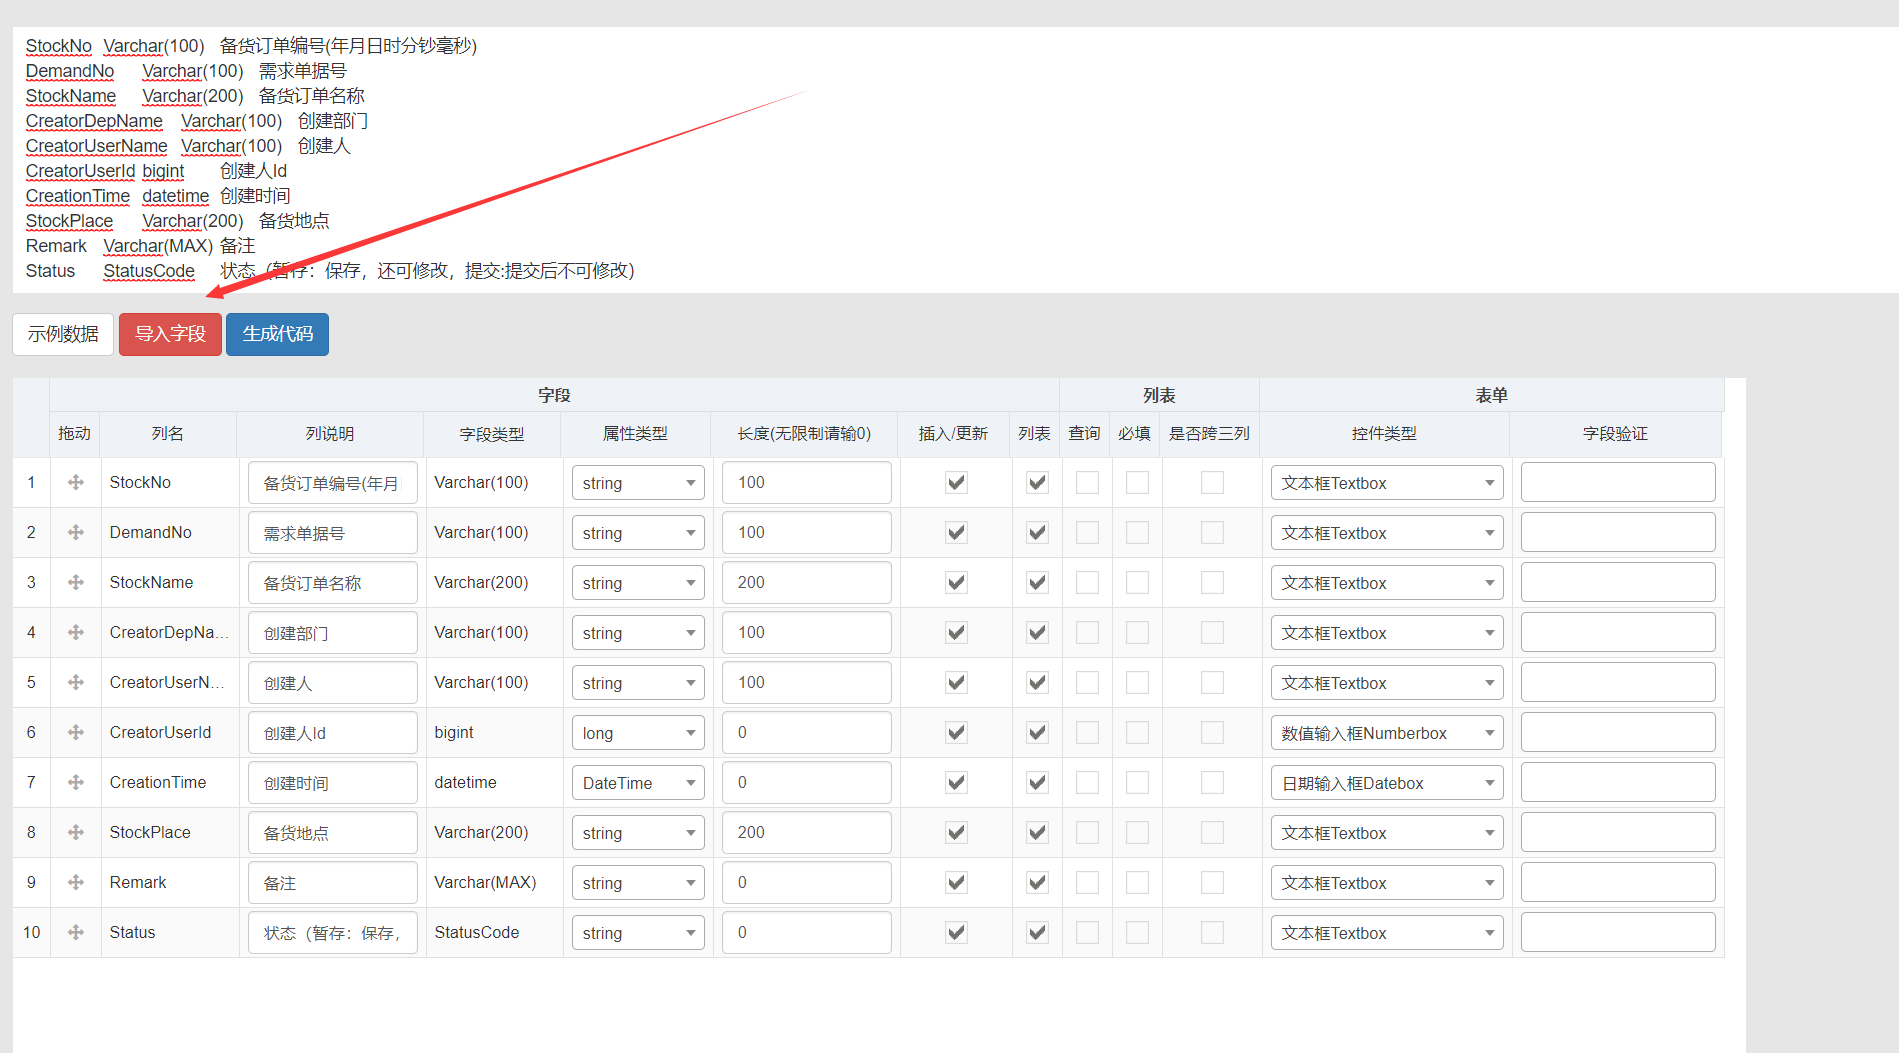 StockNo Varchar(100) 备货订单编号(年月日时分钞毫秒)
DemandNo Varchar(100) 需求单据号
StockName Varchar(200) 备货订单名称
CreatorDepName Varchar(100) 创建部门
CreatorUserName Varchar(100) 创建人
CreatorUserId bigint 创建人Id
CreationTime datetime 创建时间
StockPlace Varchar(200) 备货地点
Remark Varchar(MAX) 备注
Status StatusCode 状态（暂存：保存，还可修改，提交:提交后不可修改）
示例数据 导入字段 生成代码
字段 列表 表单
拖动 列名 列说明 字段类型 属性类型 长度(无限制请输0) 插入/更新 列表 查询 必填 是否跨三列 控件类型 字段验证
1 StockNo 备货订单编号(年月 Varchar(100) string 100 文本框Textbox
2 DemandNo 需求单据号 Varchar(100) string 100 文本框Textbox
3 StockName 备货订单名称 Varchar(200) string 200 文本框Textbox
4 CreatorDepNa... 创建部门 Varchar(100) string 100 文本框Textbox
5 CreatorUserN... 创建人 Varchar(100) string 100 文本框Textbox
6 CreatorUserId 创建人Id bigint long 0 数值输入框Numberbox
7 CreationTime 创建时间 datetime DateTime 0 日期输入框Datebox
8 StockPlace 备货地点 Varchar(200) string 200 文本框Textbox
9 Remark 备注 Varchar(MAX) string 0 文本框Textbox
10 Status 状态（暂存：保存， StatusCode string 0 文本框Textbox